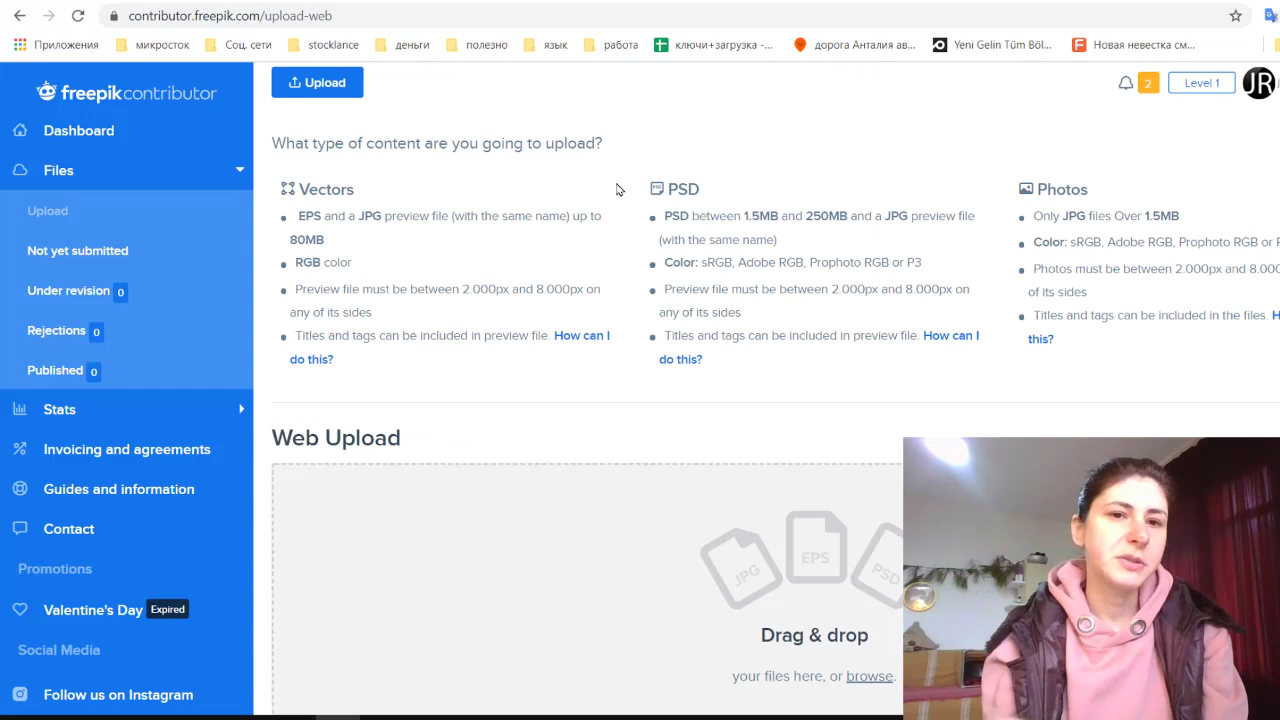 contributor.freepik.com/upload-web
Приложения
микросток
Соц. сети
stocklance
деньги
полезно
язык
работа
ключи+загрузка -...
дорога Анталия ав...
Yeni Gelin Tüm Böl...
Новая невестка см...
freepikcontributor
Dashboard
Files
Upload
Not yet submitted
Under revision 0
Rejections 0
Published 0
Stats
Invoicing and agreements
Guides and information
Contact
Promotions
Valentine's Day Expired
Social Media
Follow us on Instagram
Upload
2
Level 1
JR
What type of content are you going to upload?
Vectors
EPS and a JPG preview file (with the same name) up to
80MB
RGB color
Preview file must be between 2.000px and 8.000px on
any of its sides
Titles and tags can be included in preview file. How can I
do this?
PSD
PSD between 1.5MB and 250MB and a JPG preview file
(with the same name)
Color: sRGB, Adobe RGB, Prophoto RGB or P3
Preview file must be between 2.000px and 8.000px on
any of its sides
Titles and tags can be included in preview file. How can I
do this?
Photos
Only JPG files Over 1.5MB
Color: sRGB, Adobe RGB, Prophoto RGB or
Photos must be between 2.000px and 8.000
of its sides
Titles and tags can be included in the files.
this?
Web Upload
JPG
EPS
PSD
Drag & drop
your files here, or browse.